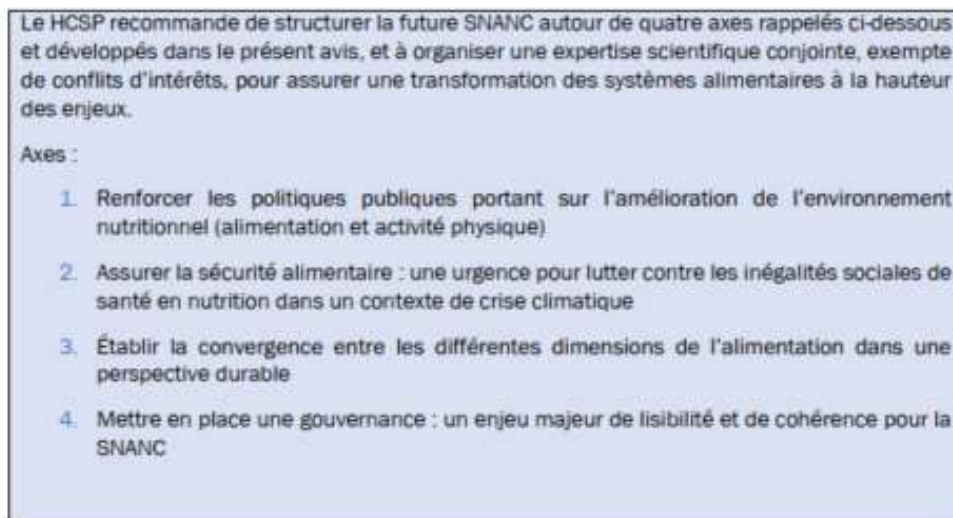 Le HCSP recommande de structurer la future SNANC autour de quatre axes rappelés ci-dessous
et développés dans le présent avis, et à organiser une expertise scientifique conjointe, exempte
de conflits d'intérêts, pour assurer une transformation des systèmes alimentaires à la hauteur
des enjeux.
Axes :
1. Renforcer les politiques publiques portant sur l'amélioration de l'environnement
nutritionnel (alimentation et activité physique)
2. Assurer la sécurité alimentaire : une urgence pour lutter contre les inégalités sociales de
santé en nutrition dans un contexte de crise climatique
3. Établir la convergence entre les différentes dimensions de l'alimentation dans une
perspective durable
4. Mettre en place une gouvernance : un enjeu majeur de lisibilité et de cohérence pour la
SNANC